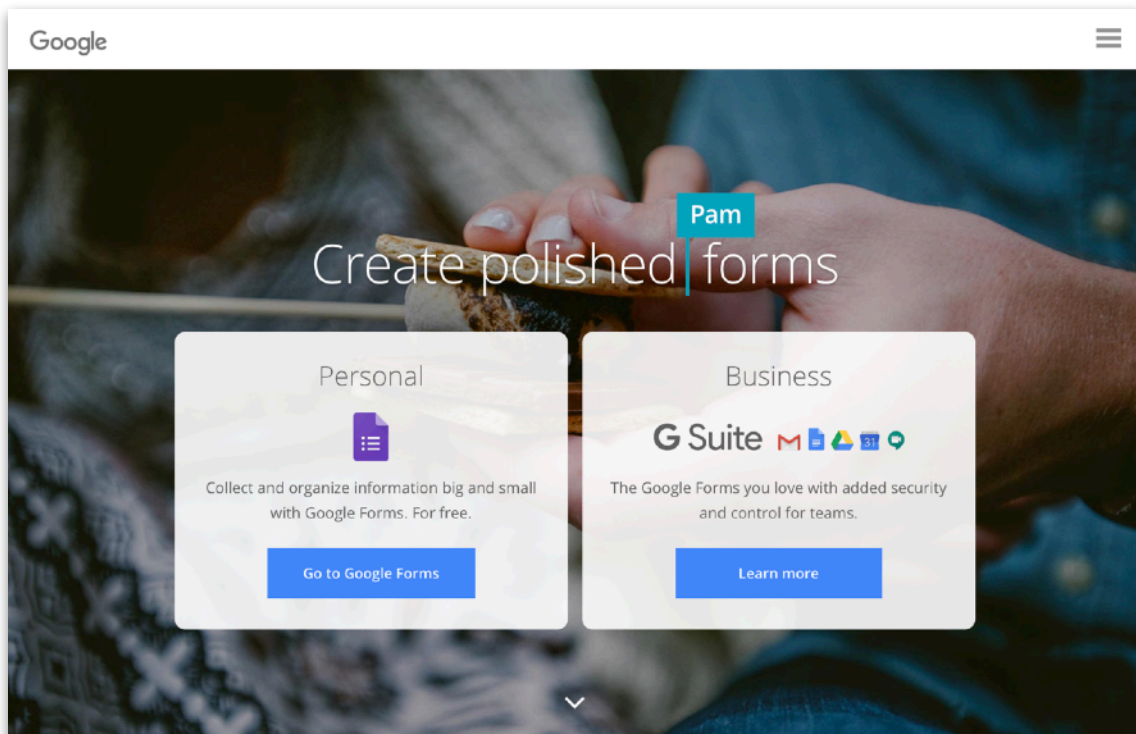 Google
Pam
Create polished forms
Personal
Collect and organize information big and small
with Google Forms. For free.
Go to Google Forms
Business
G Suite
31
The Google Forms you love with added security
and control for teams.
Learn more